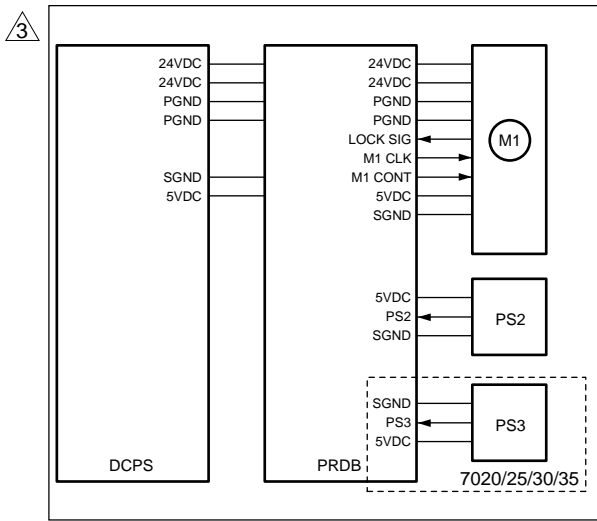 3
24VDC
24VDC
PGND
PGND
SGND
5VDC
DCPS
24VDC
24VDC
PGND
PGND
LOCK SIG
M1 CLK
M1 CONT
5VDC
SGND
M1
5VDC
PS2
SGND
PS2
SGND
PS3
5VDC
PS3
PRDB
7020/25/30/35